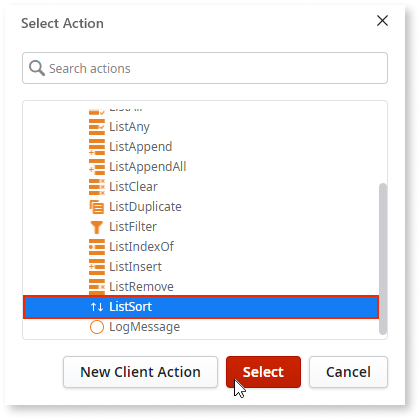 Select Action
Search actions
ListAll
ListAny
ListAppend
ListAppendAll
ListClear
ListDuplicate
ListFilter
ListIndexOf
ListInsert
ListRemove
ListSort
LogMessage
New Client Action
Select
Cancel